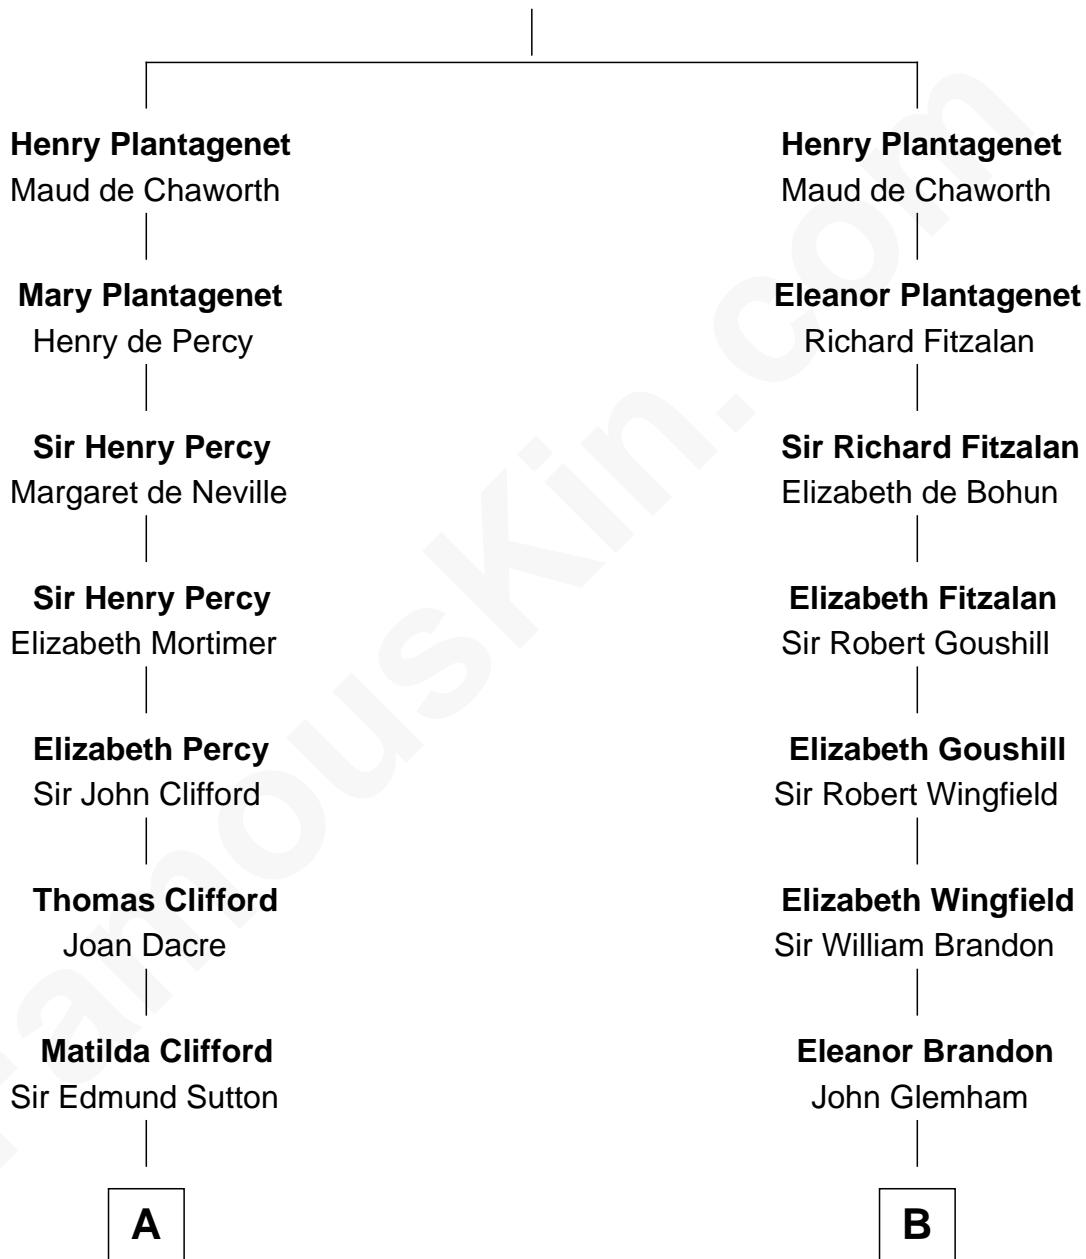 Henry Plantagenet
Maud de Chaworth
Mary Plantagenet
Henry de Percy
Sir Henry Percy
Margaret de Neville
Sir Henry Percy
Elizabeth Mortimer
Elizabeth Percy
Sir John Clifford
Thomas Clifford
Joan Dacre
Matilda Clifford
Sir Edmund Sutton
A
Henry Plantagenet
Maud de Chaworth
Eleanor Plantagenet
Richard Fitzalan
Sir Richard Fitzalan
Elizabeth de Bohun
Elizabeth Fitzalan
Sir Robert Goushill
Elizabeth Goushill
Sir Robert Wingfield
Elizabeth Wingfield
Sir William Brandon
Eleanor Brandon
John Glemham
B
FamousKin.com